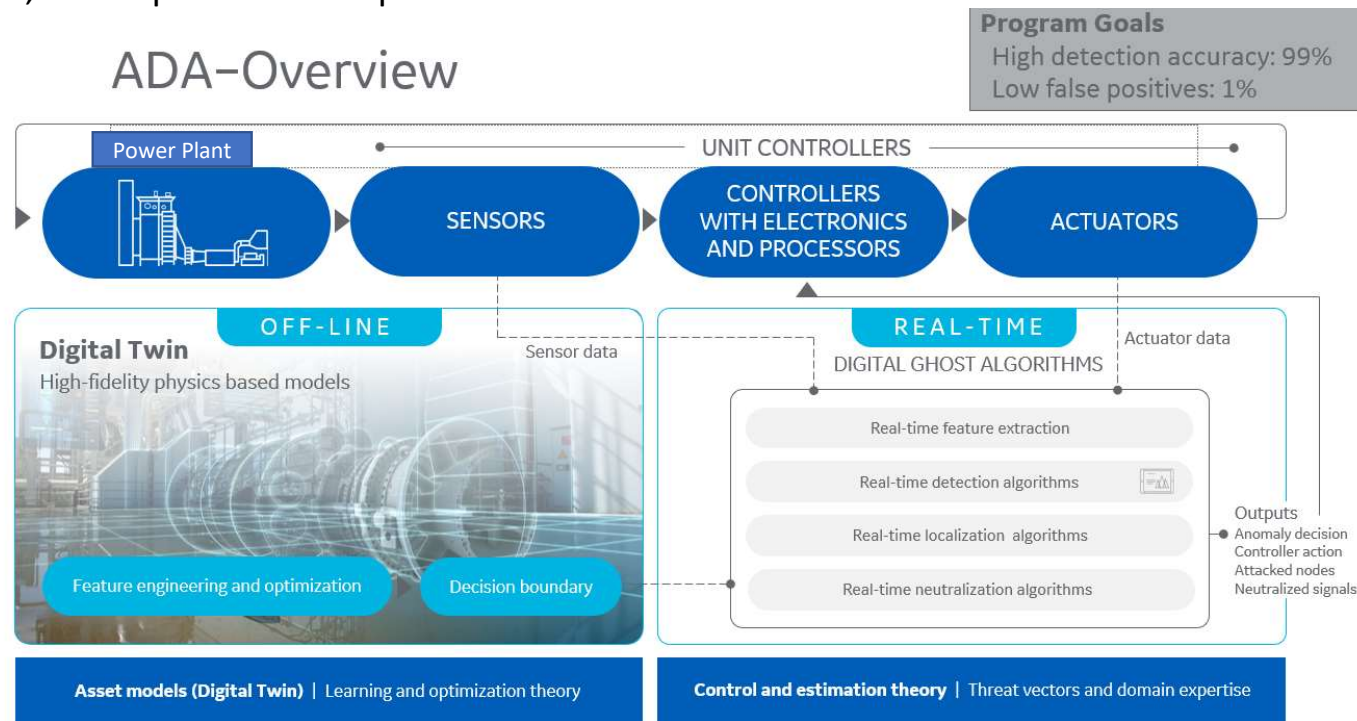 Program Goals
High detection accuracy: 99%
Low false positives: 1%
ADA–Overview
Power Plant
UNIT CONTROLLERS
SENSORS
CONTROLLERS
WITH ELECTRONICS
AND PROCESSORS
ACTUATORS
OFF-LINE
Digital Twin
High-fidelity physics based models
Sensor data
Feature engineering and optimization
Decision boundary
REAL-TIME
DIGITAL GHOST ALGORITHMS
Actuator data
Real-time feature extraction
Real-time detection algorithms
Real-time localization algorithms
Real-time neutralization algorithms
Outputs
Anomaly decision
Controller action
Attacked nodes
Neutralized signals
Asset models (Digital Twin) | Learning and optimization theory
Control and estimation theory | Threat vectors and domain expertise